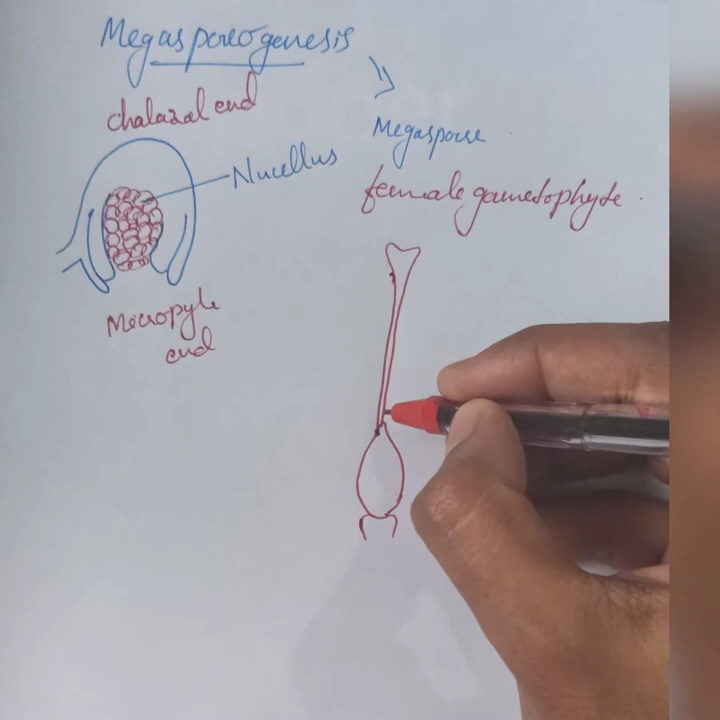 Megasporogenesis
chalazal end
Megaspore
Nucellus
female gametophyte.
Micropyle
end